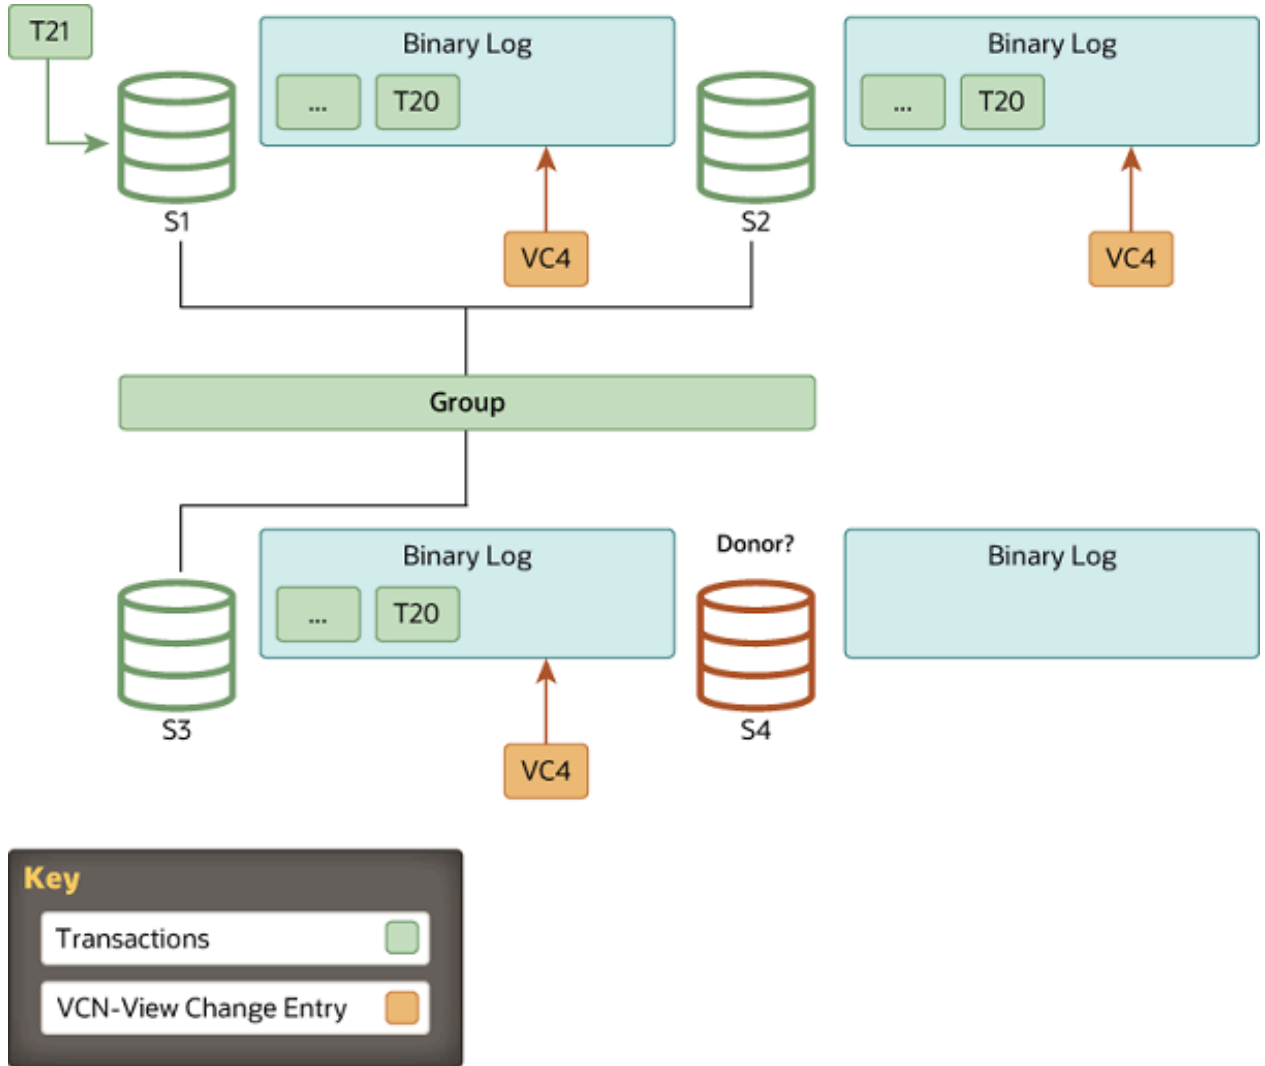 T21
Binary Log
... T20
S1
VC4
Binary Log
... T20
S2
VC4
Group
Binary Log
... T20
S3
VC4
Donor?
S4
Binary Log
Key
Transactions
VCN-View Change Entry